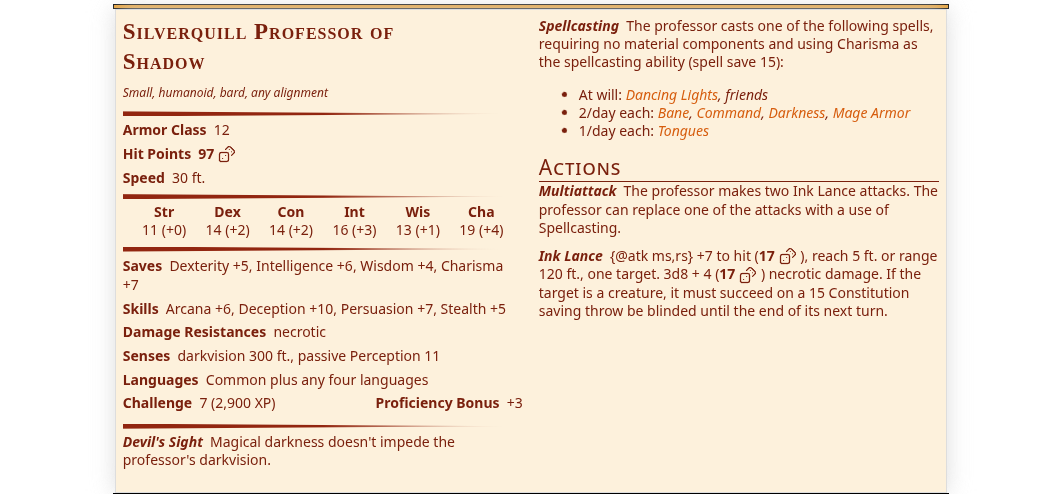 Silverquill Professor of
Shadow
Small, humanoid, bard, any alignment
Armor Class 12
Hit Points 97
Speed 30 ft.
Str Dex Con Int Wis Cha
11 (+0) 14 (+2) 14 (+2) 16 (+3) 13 (+1) 19 (+4)
Saves Dexterity +5, Intelligence +6, Wisdom +4, Charisma
+7
Skills Arcana +6, Deception +10, Persuasion +7, Stealth +5
Damage Resistances necrotic
Senses darkvision 300 ft., passive Perception 11
Languages Common plus any four languages
Challenge 7 (2,900 XP) Proficiency Bonus +3
Devil's Sight Magical darkness doesn't impede the
professor's darkvision.
Spellcasting The professor casts one of the following spells,
requiring no material components and using Charisma as
the spellcasting ability (spell save 15):
• At will: Dancing Lights, friends
• 2/day each: Bane, Command, Darkness, Mage Armor
• 1/day each: Tongues
Actions
Multiattack The professor makes two Ink Lance attacks. The
professor can replace one of the attacks with a use of
Spellcasting.
Ink Lance {@atk ms,rs} +7 to hit (17 ), reach 5 ft. or range
120 ft., one target. 3d8 + 4 (17 ) necrotic damage. If the
target is a creature, it must succeed on a 15 Constitution
saving throw be blinded until the end of its next turn.